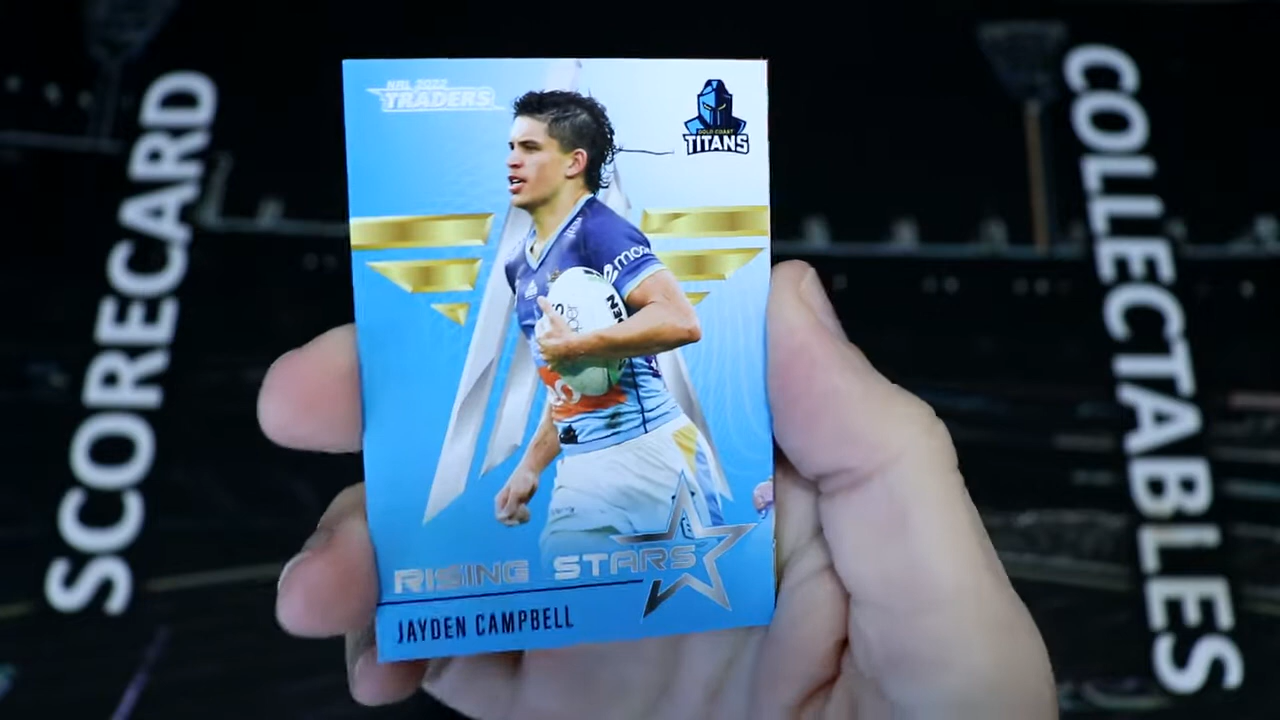 SCORECARD
COLLECTABLES
NRL 2022
TRADERS
GOLD COAST
TITANS
RISING STARS
JAYDEN CAMPBELL